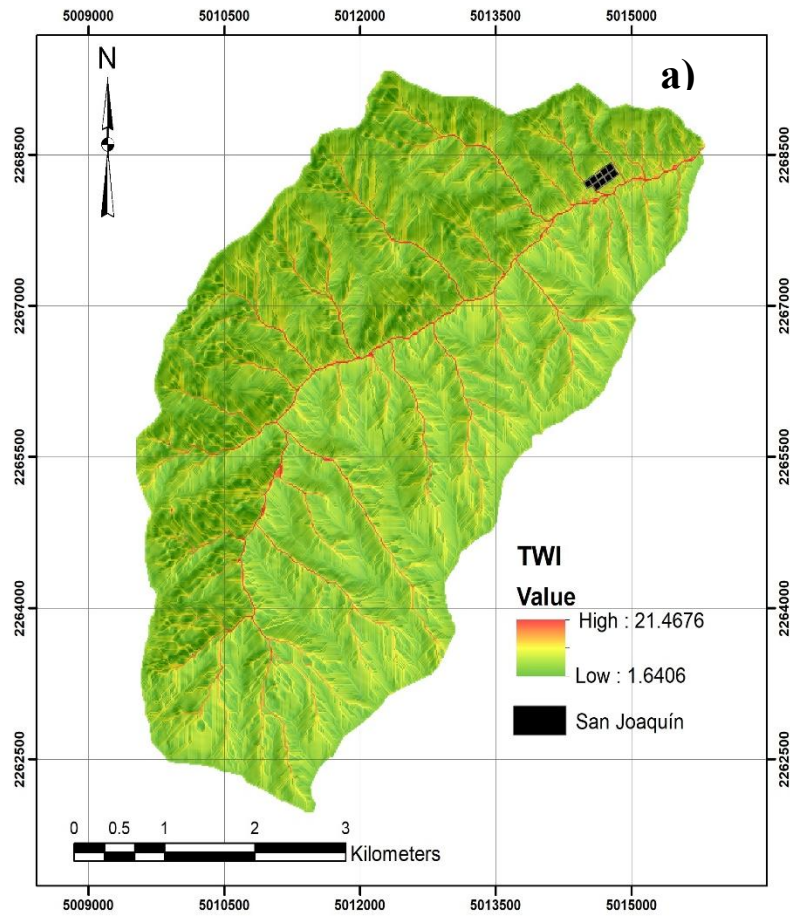 5009000 5010500 5012000 5013500 5015000
N
a)
2268500 2268500
2267000 2267000
2265500 2265500
2264000 2264000
2262500 2262500
TWI
Value
High : 21.4676
Low : 1.6406
San Joaquín
0 0.5 1 2 3
Kilometers
5009000 5010500 5012000 5013500 5015000